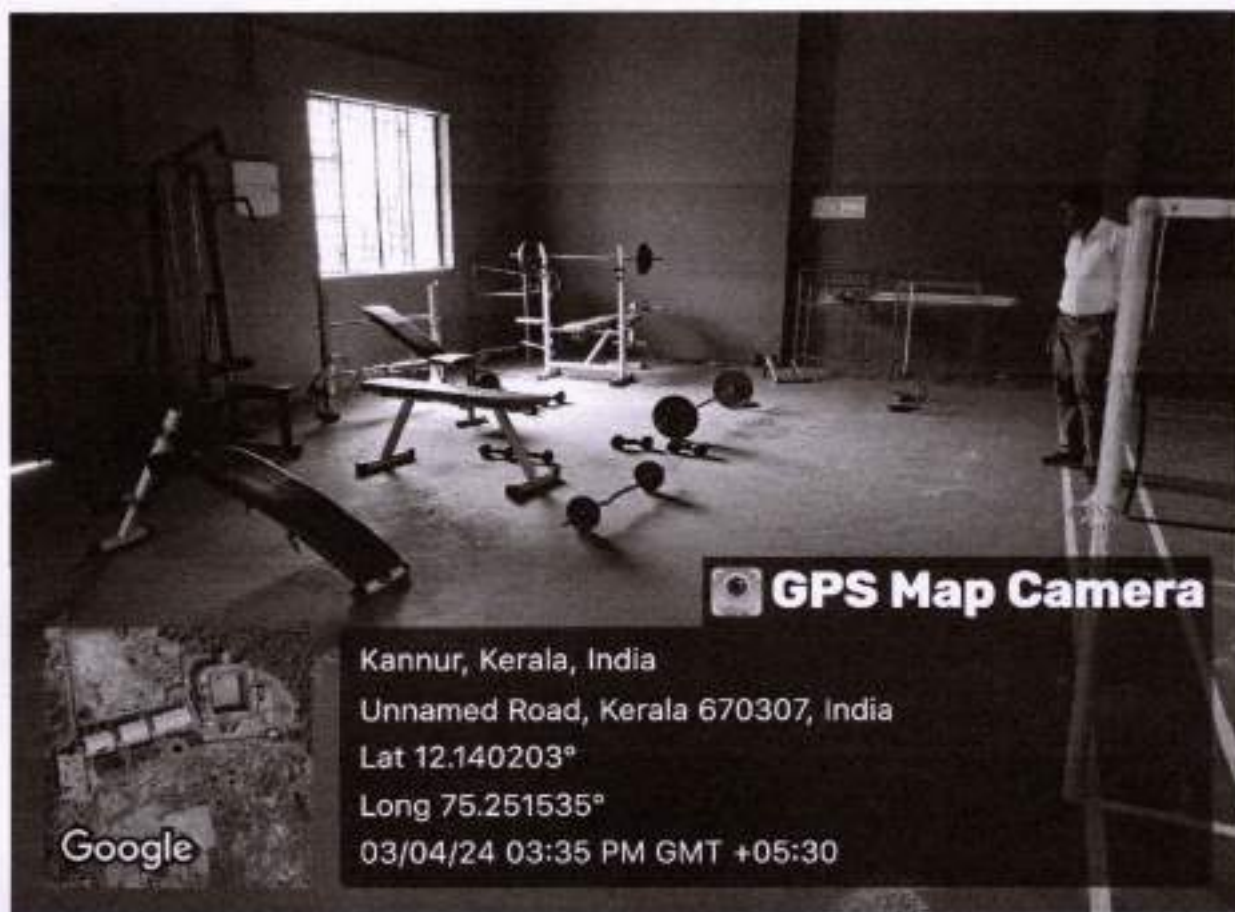 GPS Map Camera
Kannur, Kerala, India
Unnamed Road, Kerala 670307, India
Lat 12.140203°
Long 75.251535°
03/04/24 03:35 PM GMT +05:30
Google